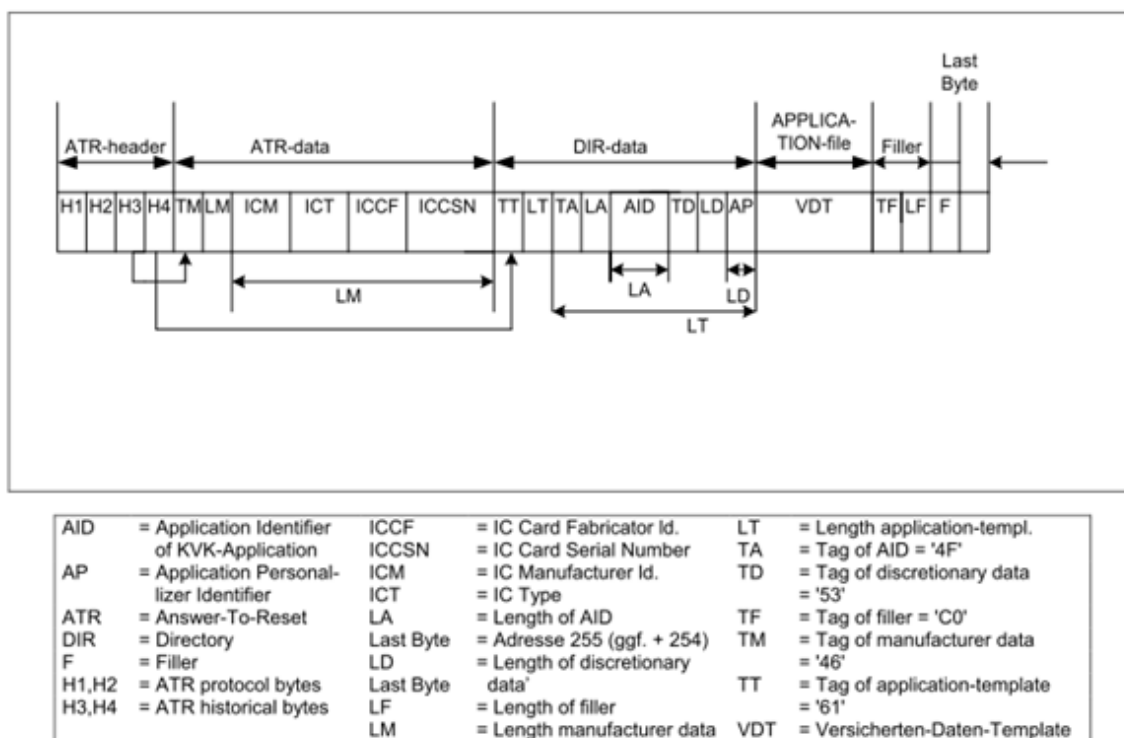 Last
Byte
ATR-header ATR-data DIR-data APPLICA-
TION-file Filler
H1 H2 H3 H4 TM LM ICM ICT ICCF ICCSN TT LT TA LA AID TD LD AP VDT TF LF F
LM LA LD
LT
AID = Application Identifier
of KVK-Application
AP = Application Personal-
lizer Identifier
ATR = Answer-To-Reset
DIR = Directory
F = Filler
H1,H2 = ATR protocol bytes
H3,H4 = ATR historical bytes
ICCF = IC Card Fabricator Id.
ICCSN = IC Card Serial Number
ICM = IC Manufacturer Id.
ICT = IC Type
LA = Length of AID
Last Byte = Adresse 255 (ggf. + 254)
LD = Length of discretionary
Last Byte data'
LF = Length of filler
LM = Length manufacturer data
LT = Length application-templ.
TA = Tag of AID = '4F'
TD = Tag of discretionary data
= '53'
TF = Tag of filler = 'C0'
TM = Tag of manufacturer data
= '46'
TT = Tag of application-template
= '61'
VDT = Versicherten-Daten-Template